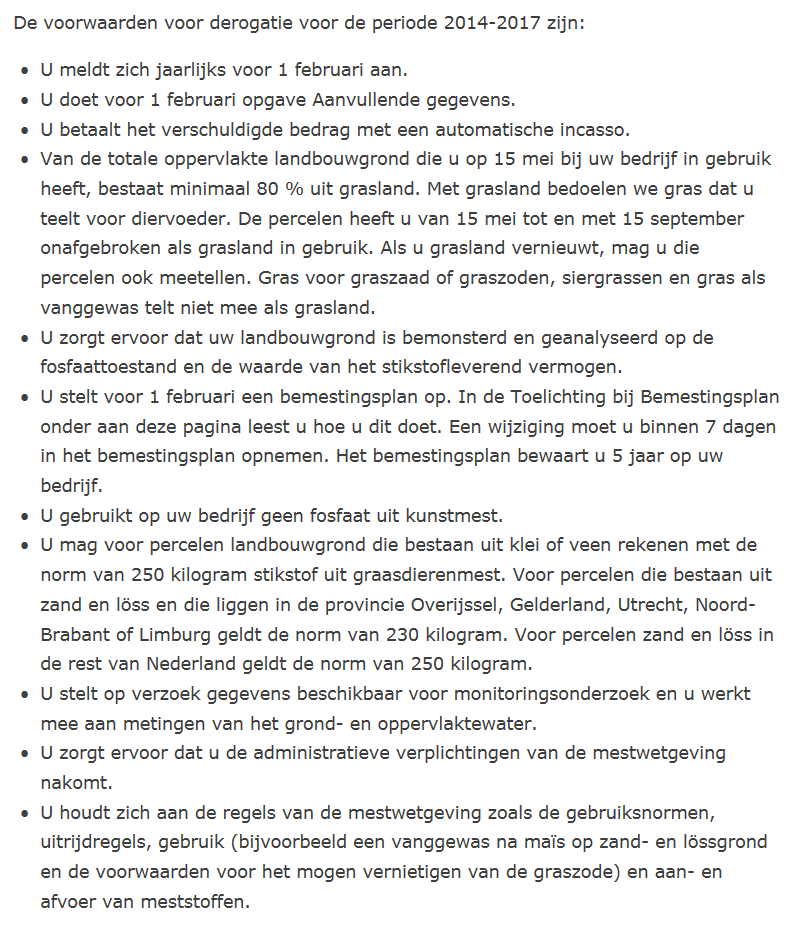 De voorwaarden voor derogatie voor de periode 2014-2017 zijn:
• U meldt zich jaarlijks voor 1 februari aan.
• U doet voor 1 februari opgave Aanvullende gegevens.
• U betaalt het verschuldigde bedrag met een automatische incasso.
• Van de totale oppervlakte landbouwgrond die u op 15 mei bij uw bedrijf in gebruik
heeft, bestaat minimaal 80 % uit grasland. Met grasland bedoelen we gras dat u
teelt voor diervoeder. De percelen heeft u van 15 mei tot en met 15 september
onafgebroken als grasland in gebruik. Als u grasland vernieuwt, mag u die
percelen ook meetellen. Gras voor graszaad of graszoden, siergrassen en gras als
vanggewas telt niet mee als grasland.
• U zorgt ervoor dat uw landbouwgrond is bemonsterd en geanalyseerd op de
fosfaattoestand en de waarde van het stikstofleverend vermogen.
• U stelt voor 1 februari een bemestingsplan op. In de Toelichting bij Bemestingsplan
onder aan deze pagina leest u hoe u dit doet. Een wijziging moet u binnen 7 dagen
in het bemestingsplan opnemen. Het bemestingsplan bewaart u 5 jaar op uw
bedrijf.
• U gebruikt op uw bedrijf geen fosfaat uit kunstmest.
• U mag voor percelen landbouwgrond die bestaan uit klei of veen rekenen met de
norm van 250 kilogram stikstof uit graasdierenmest. Voor percelen die bestaan uit
zand en löss en die liggen in de provincie Overijssel, Gelderland, Utrecht, Noord-
Brabant of Limburg geldt de norm van 230 kilogram. Voor percelen zand en löss in
de rest van Nederland geldt de norm van 250 kilogram.
• U stelt op verzoek gegevens beschikbaar voor monitoringsonderzoek en u werkt
mee aan metingen van het grond- en oppervlaktewater.
• U zorgt ervoor dat u de administratieve verplichtingen van de mestwetgeving
nakomt.
• U houdt zich aan de regels van de mestwetgeving zoals de gebruiksnormen,
uitrijdregels, gebruik (bijvoorbeeld een vanggewas na maïs op zand- en lössgrond
en de voorwaarden voor het mogen vernietigen van de graszode) en aan- en
afvoer van meststoffen.